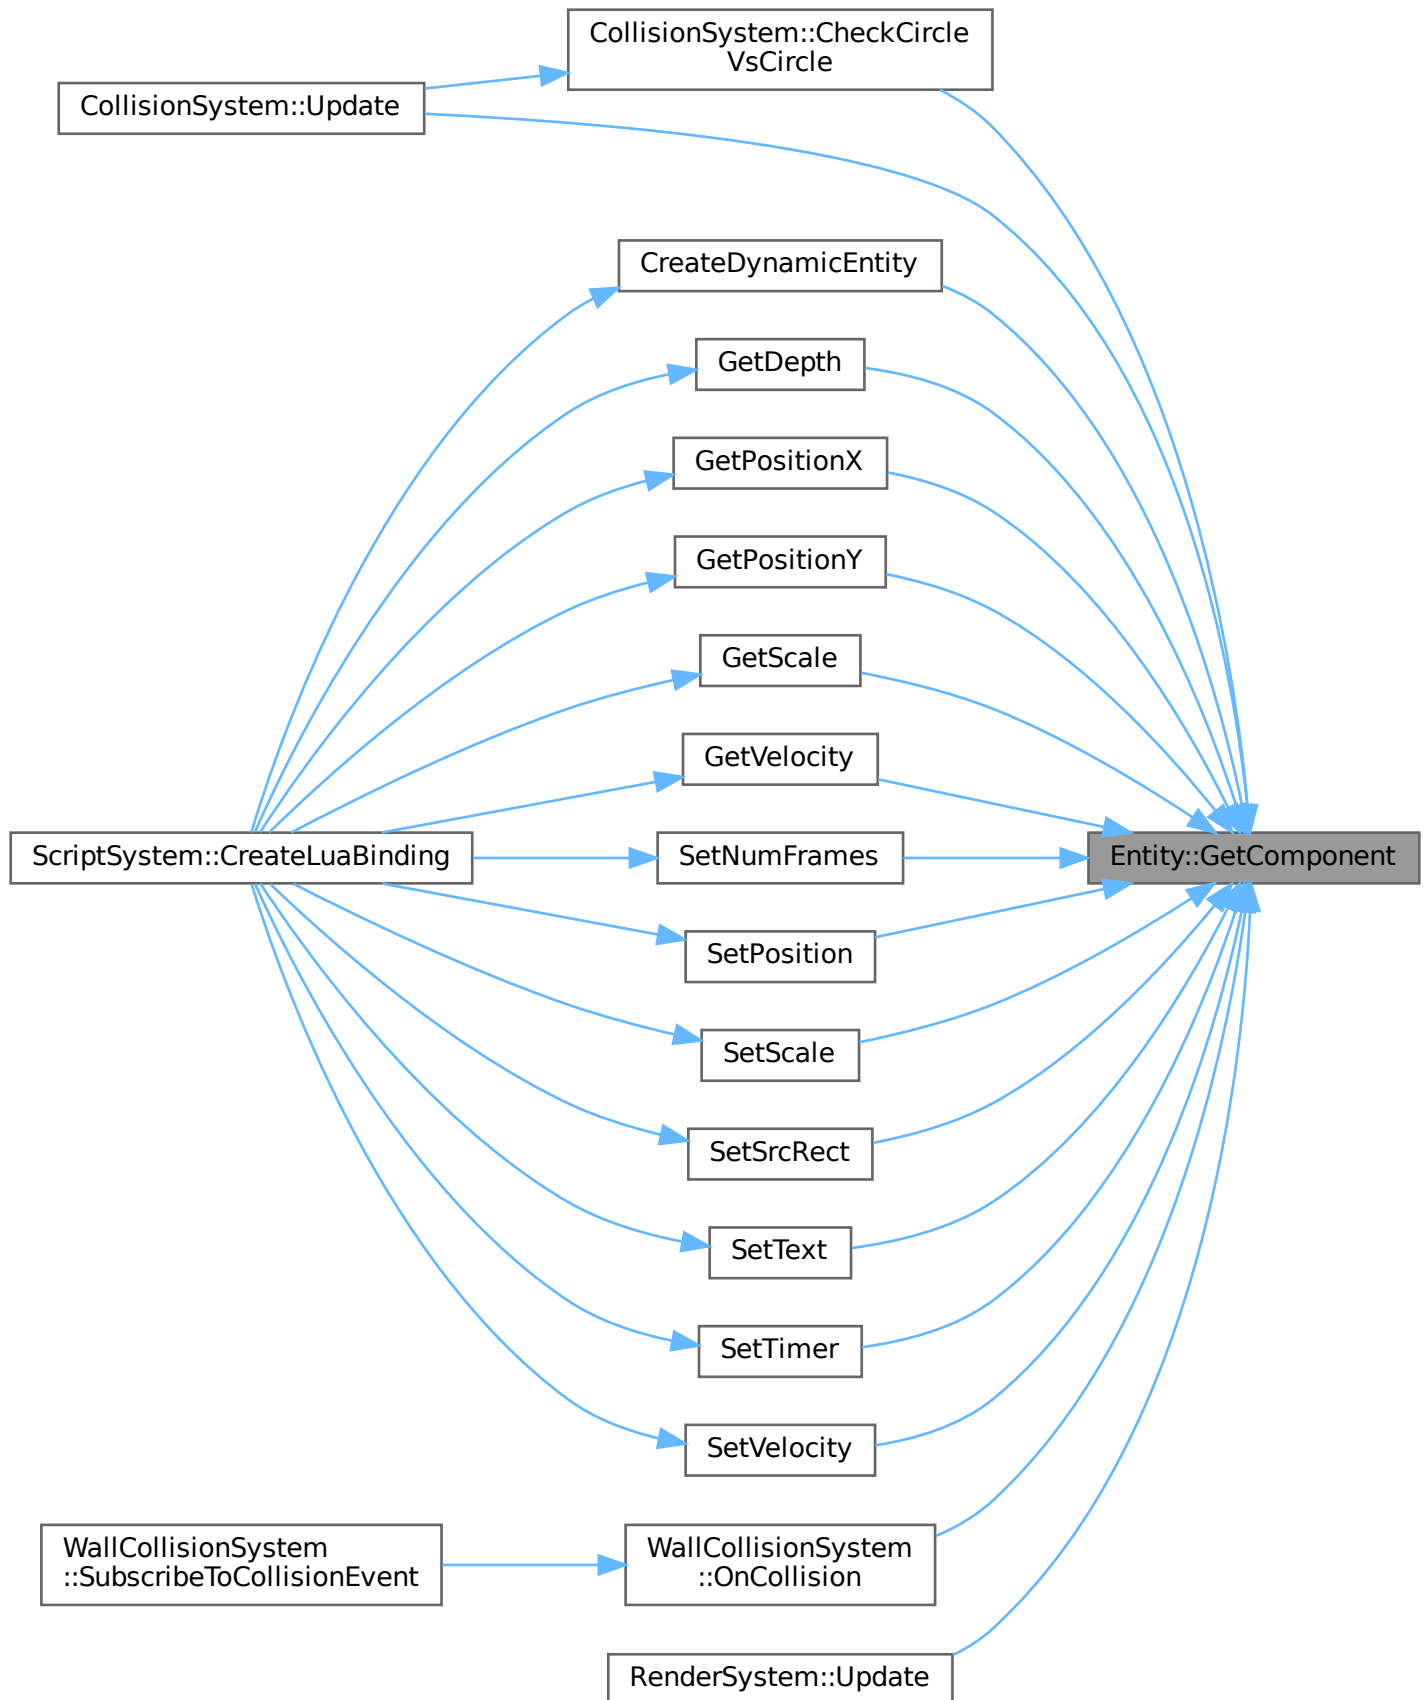 CollisionSystem::CheckCircle
VsCircle
CollisionSystem::Update
CreateDynamicEntity
GetDepth
GetPositionX
GetPositionY
GetScale
GetVelocity
ScriptSystem::CreateLuaBinding
SetNumFrames
Entity::GetComponent
SetPosition
SetScale
SetSrcRect
SetText
SetTimer
SetVelocity
WallCollisionSystem
::SubscribeToCollisionEvent
WallCollisionSystem
::OnCollision
RenderSystem::Update